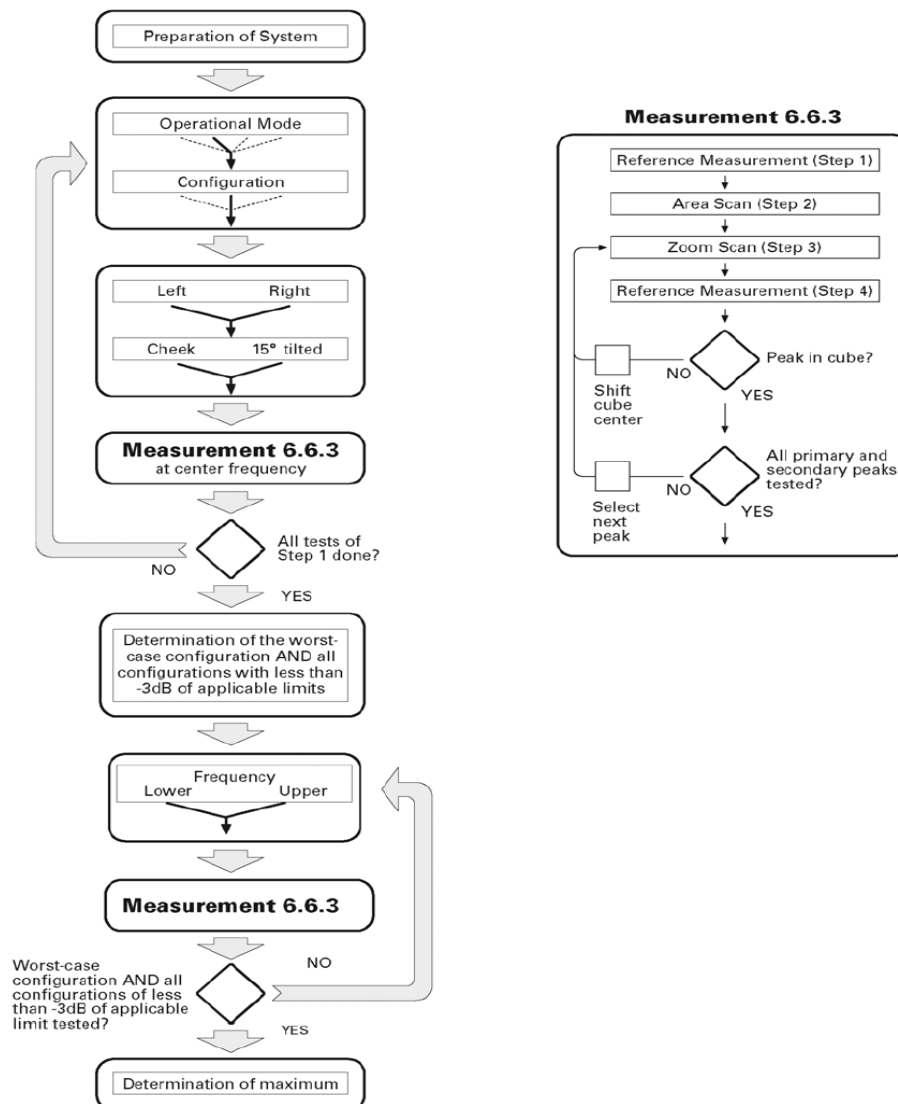 Preparation of System
Operational Mode
Configuration
Left Right
Cheek 15° tilted
Measurement 6.6.3
at center frequency
All tests of
Step 1 done?
NO
YES
Determination of the worst-
case configuration AND all
configurations with less than
-3dB of applicable limits
Frequency
Lower Upper
Measurement 6.6.3
Worst-case
configuration AND all
configurations of less
than -3dB of applicable
limit tested?
NO
YES
Determination of maximum
Measurement 6.6.3
Reference Measurement (Step 1)
Area Scan (Step 2)
Zoom Scan (Step 3)
Reference Measurement (Step 4)
Peak in cube?
NO
YES
Shift
cube
center
All primary and
secondary peaks
tested?
NO
YES
Select
next
peak